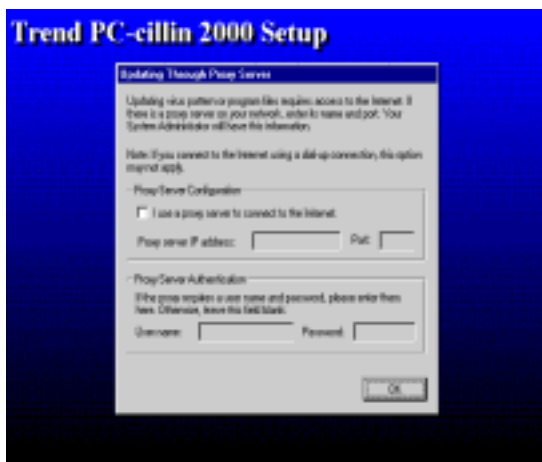 Trend PC-cillin 2000 Setup
Updating Through Proxy Server
Updating virus pattern or program files requires access to the Internet. If
there is a proxy server on your network, enter its name and port. Your
System Administrator will have this information.
Note: If you connect to the Internet using a dial-up connection, this option
may not apply.
Proxy Server Configuration
I use a proxy server to connect to the Internet.
Proxy server IP address: Port:
Proxy Server Authentication
If the proxy requires a user name and password, please enter them
here. Otherwise, leave this field blank.
User name: Password:
OK